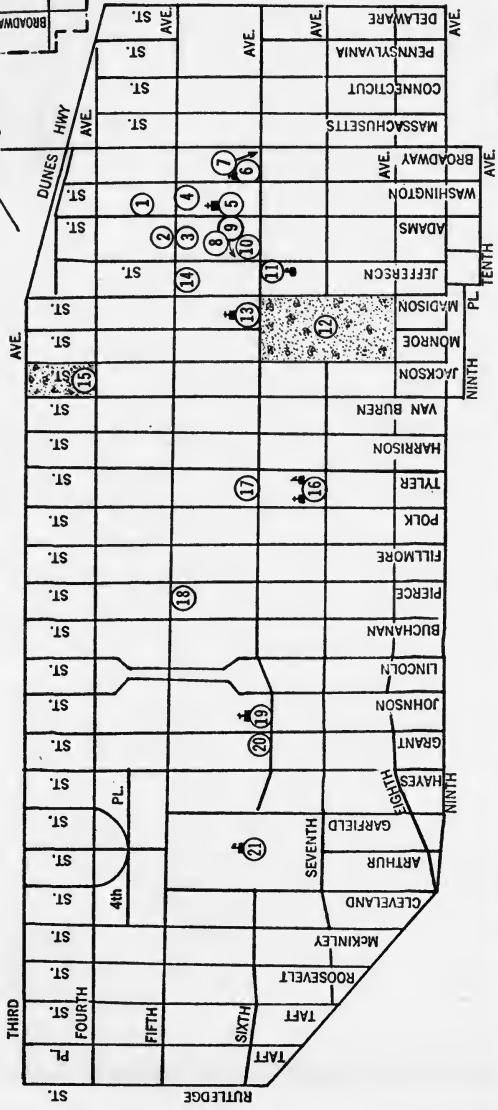 BROADWAY
THIRD AVE.
DUNES HWY
FOURTH AVE.
4th PL.
FIFTH AVE.
SIXTH AVE.
SEVENTH AVE.
EIGHTH AVE.
NINTH AVE.
NINTH PL.
TENTH AVE.
RUTLEDGE ST.
TAFT PL.
TAFT ST.
ROOSEVELT ST.
McKINLEY ST.
CLEVELAND ST.
ARTHUR ST.
GARFIELD ST.
HAYES ST.
GRANT ST.
JOHNSON ST.
LINCOLN ST.
BUCHANAN ST.
PIERCE ST.
FILLMORE ST.
POLK ST.
TYLER ST.
HARRISON ST.
VAN BUREN ST.
JACKSON ST.
MONROE ST.
MADISON ST.
JEFFERSON ST.
ADAMS ST.
WASHINGTON ST.
BROADWAY
MASSACHUSETTS ST.
CONNECTICUT ST.
PENNSYLVANIA ST.
DELAWARE ST.
1
2
3
4
5
6
7
8
9
10
11
12
13
14
15
16
17
18
19
20
21